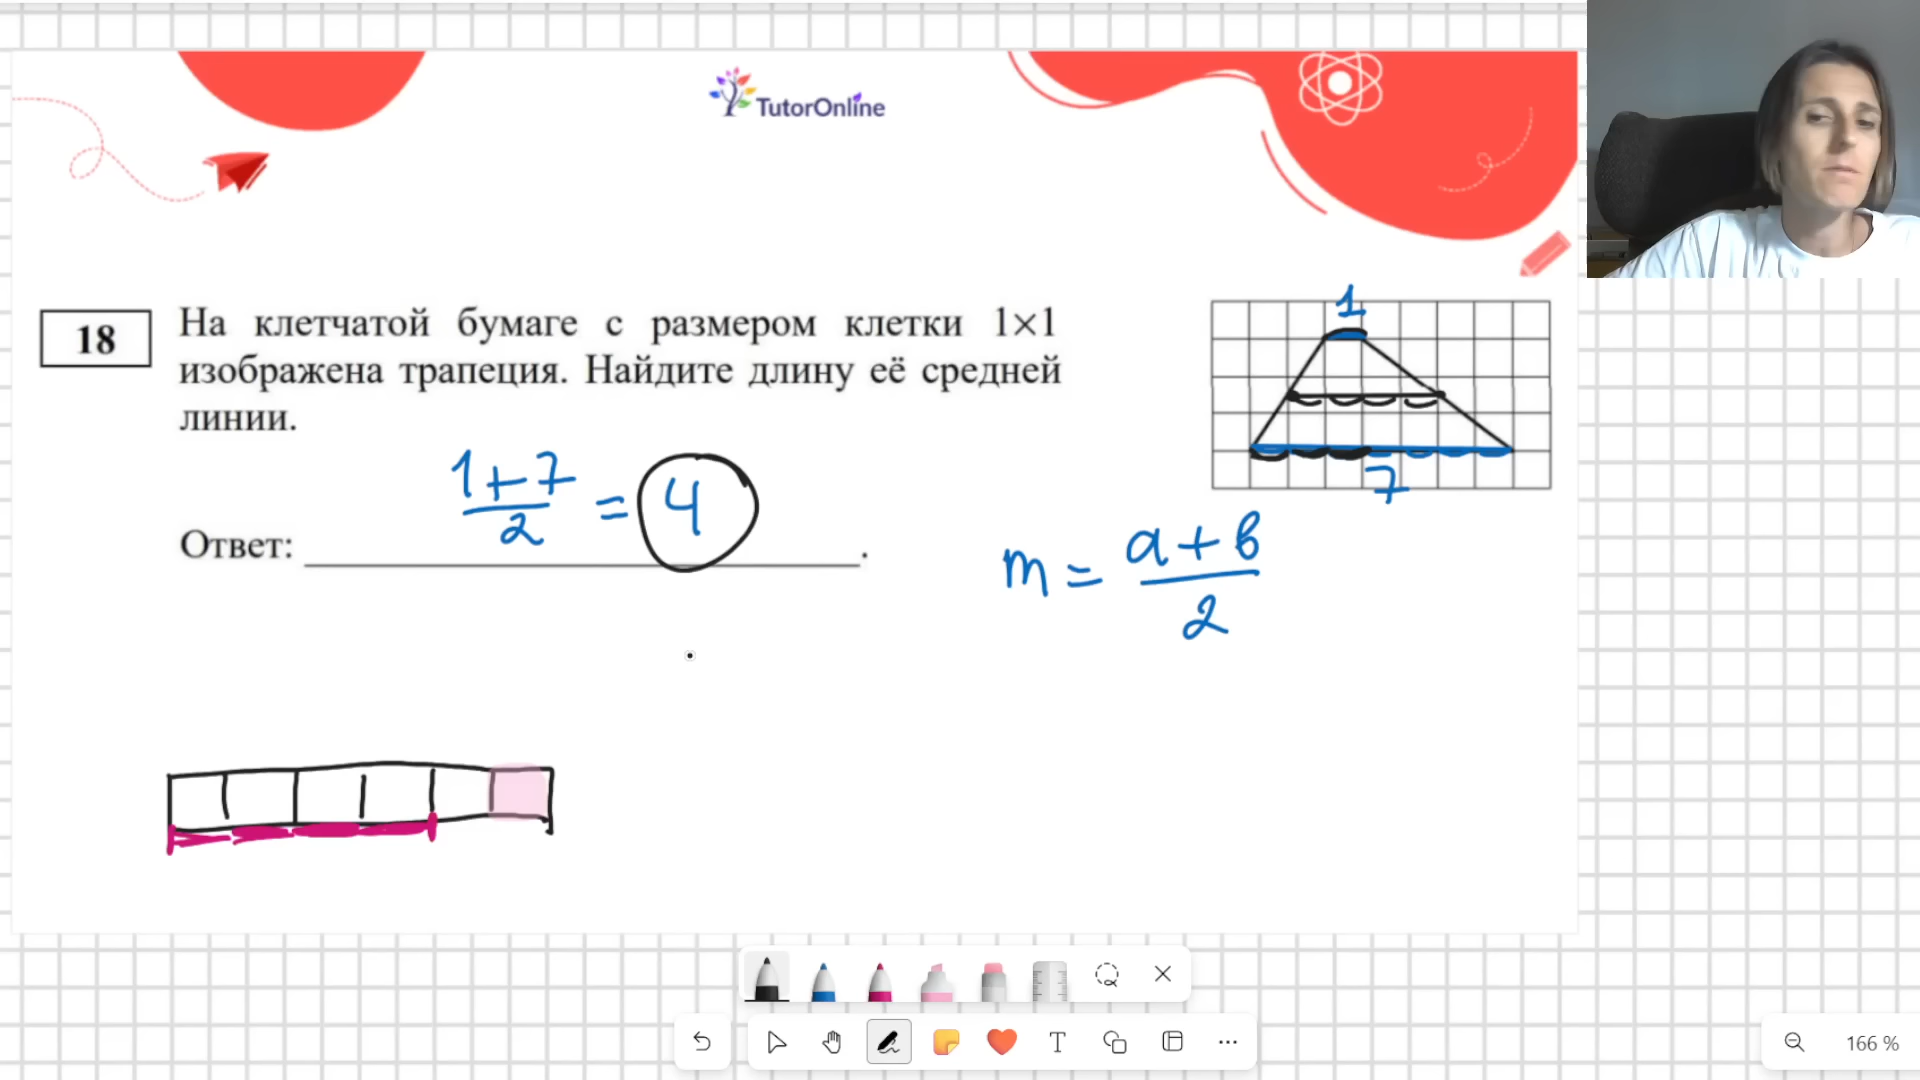 TutorOnline
18
На клетчатой бумаге с размером клетки 1×1
изображена трапеция. Найдите длину её средней
линии.
1
7
1+7
2
= 4
Ответ: .
m = a+b
2
T
166 %